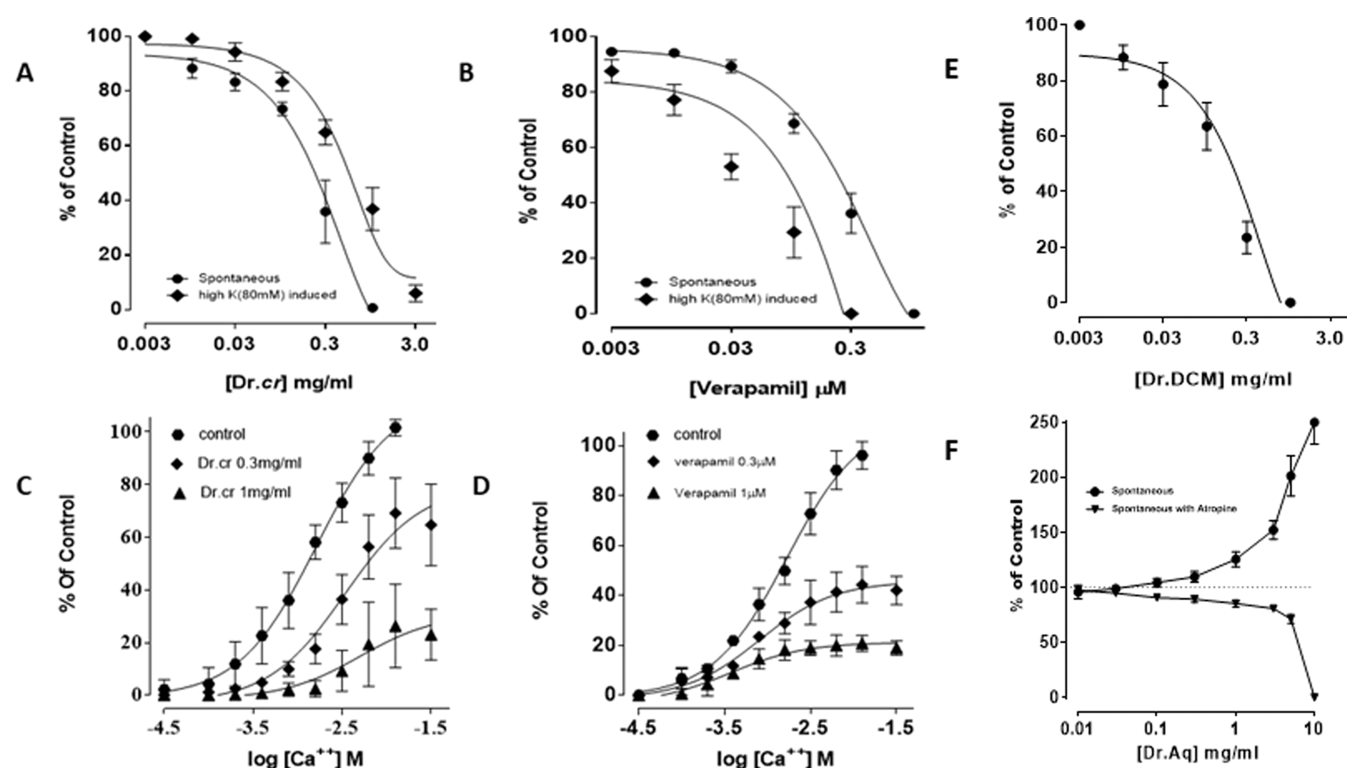 A
% of Control
100
80
60
40
20
0
Spontaneous
high K(80mM) induced
0.003 0.03 0.3 3.0
[Dr.cr] mg/ml
B
% of Control
100
80
60
40
20
0
Spontaneous
high K(80mM) induced
0.003 0.03 0.3
[Verapamil] µM
E
% of Control
100
80
60
40
20
0
0.003 0.03 0.3 3.0
[Dr.DCM] mg/ml
C
% Of Control
100
80
60
40
20
0
control
Dr.cr 0.3mg/ml
Dr.cr 1mg/ml
-4.5 -3.5 -2.5 -1.5
log [Ca++] M
D
% Of Control
100
80
60
40
20
0
control
verapamil 0.3µM
Verapamil 1µM
-4.5 -3.5 -2.5 -1.5
log [Ca++] M
F
% of Control
250
200
150
100
50
0
Spontaneous
Spontaneous with Atropine
0.01 0.1 1 10
[Dr.Aq] mg/ml